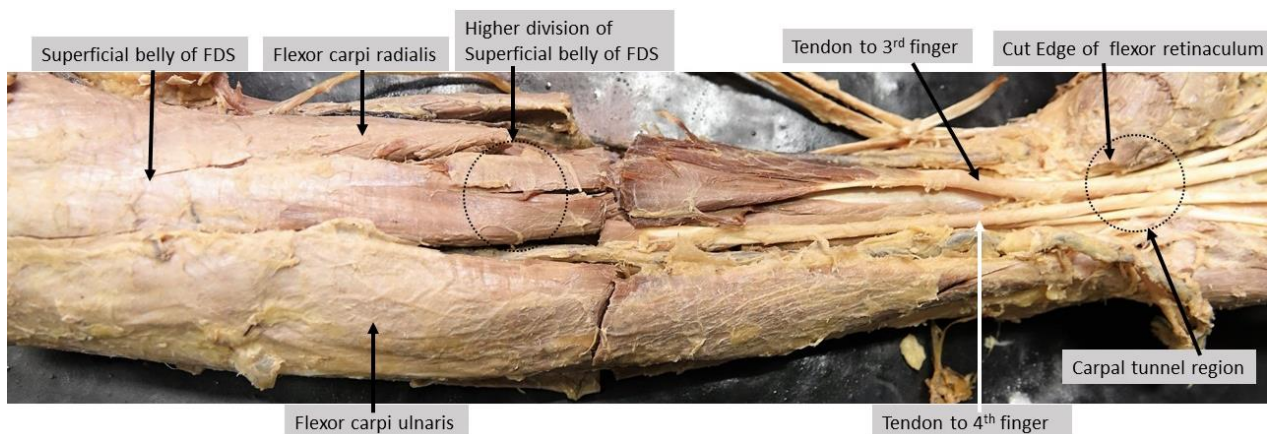 Superficial belly of FDS
Flexor carpi radialis
Higher division of
Superficial belly of FDS
Tendon to 3rd finger
Cut Edge of flexor retinaculum
Carpal tunnel region
Flexor carpi ulnaris
Tendon to 4th finger